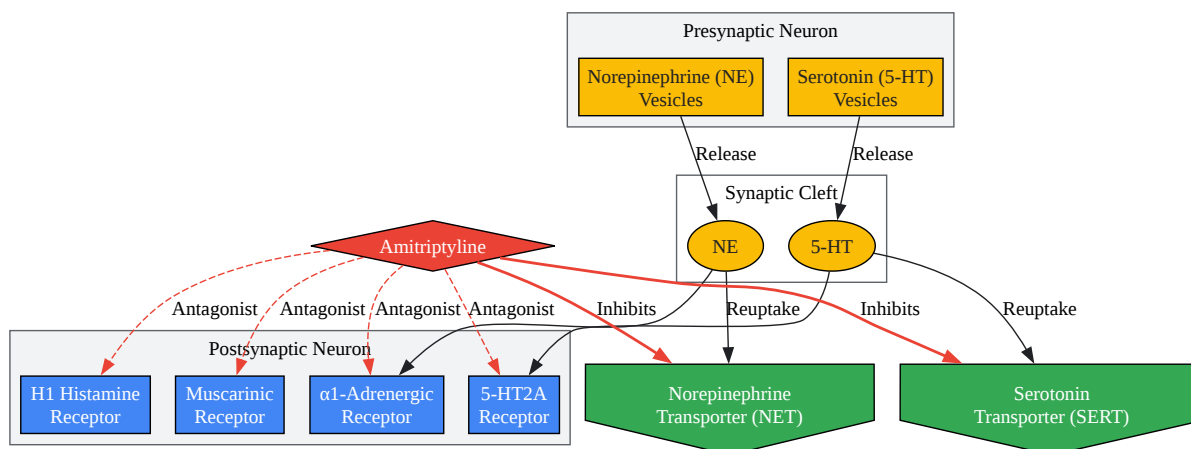 Presynaptic Neuron
Norepinephrine (NE)
Vesicles
Serotonin (5-HT)
Vesicles
Release
Release
Synaptic Cleft
Amitriptyline
NE
5-HT
Antagonist
Antagonist
Antagonist
Antagonist
Inhibits
Reuptake
Inhibits
Reuptake
Postsynaptic Neuron
H1 Histamine
Receptor
Muscarinic
Receptor
α1-Adrenergic
Receptor
5-HT2A
Receptor
Norepinephrine
Transporter (NET)
Serotonin
Transporter (SERT)